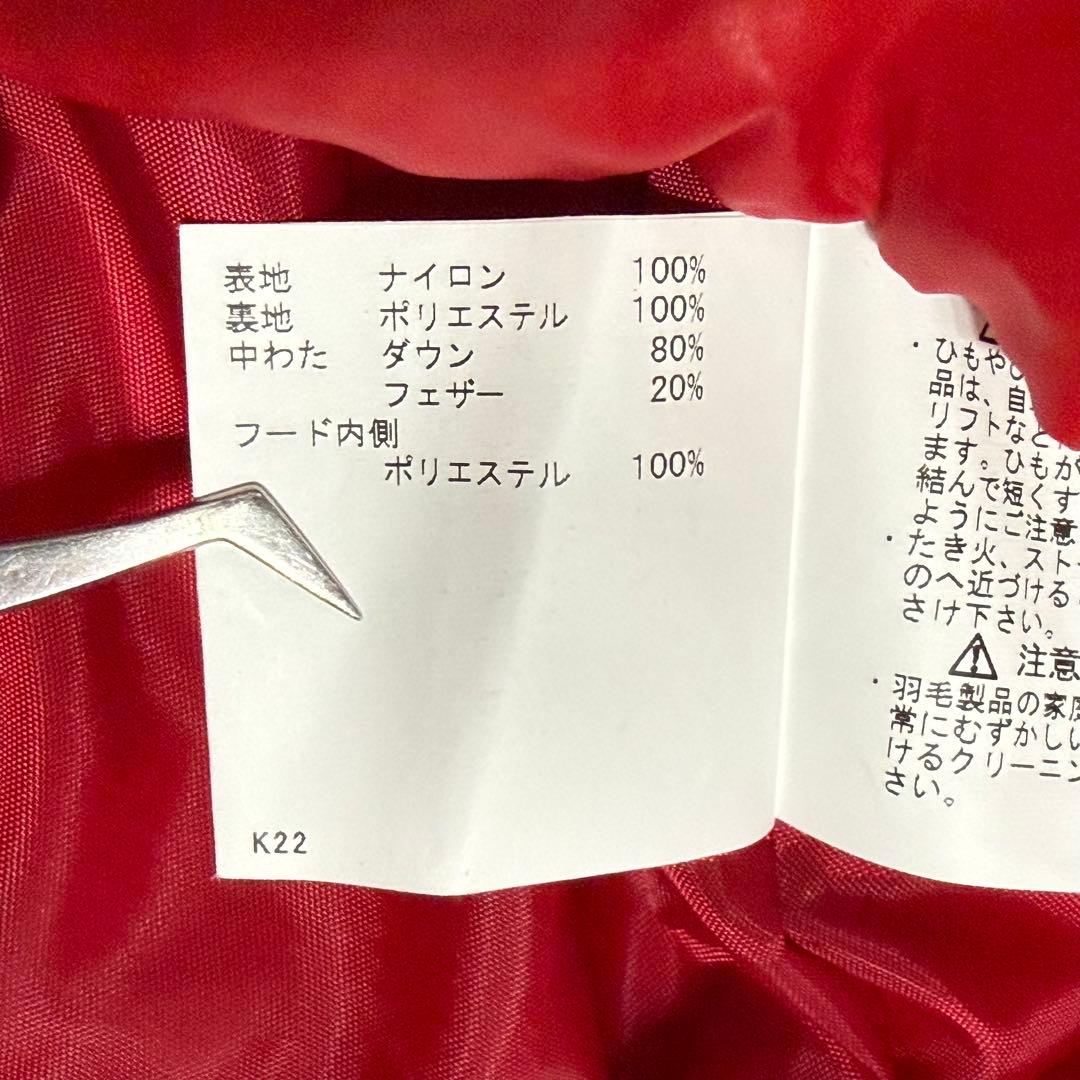 表地 ナイロン 100%
裏地 ポリエステル 100%
中わた ダウン 80%
フェザー 20%
フード内側
ポリエステル 100%
K22
・ひもやひ
品は、自
リフトなど
ます。ひもが
結んで短くす
ようにご注意
・たき火、スト
のへ近づける
さけ下さい。
注意
・羽毛製品の家庭
常にむずかしい
けるクリーニン
さい。